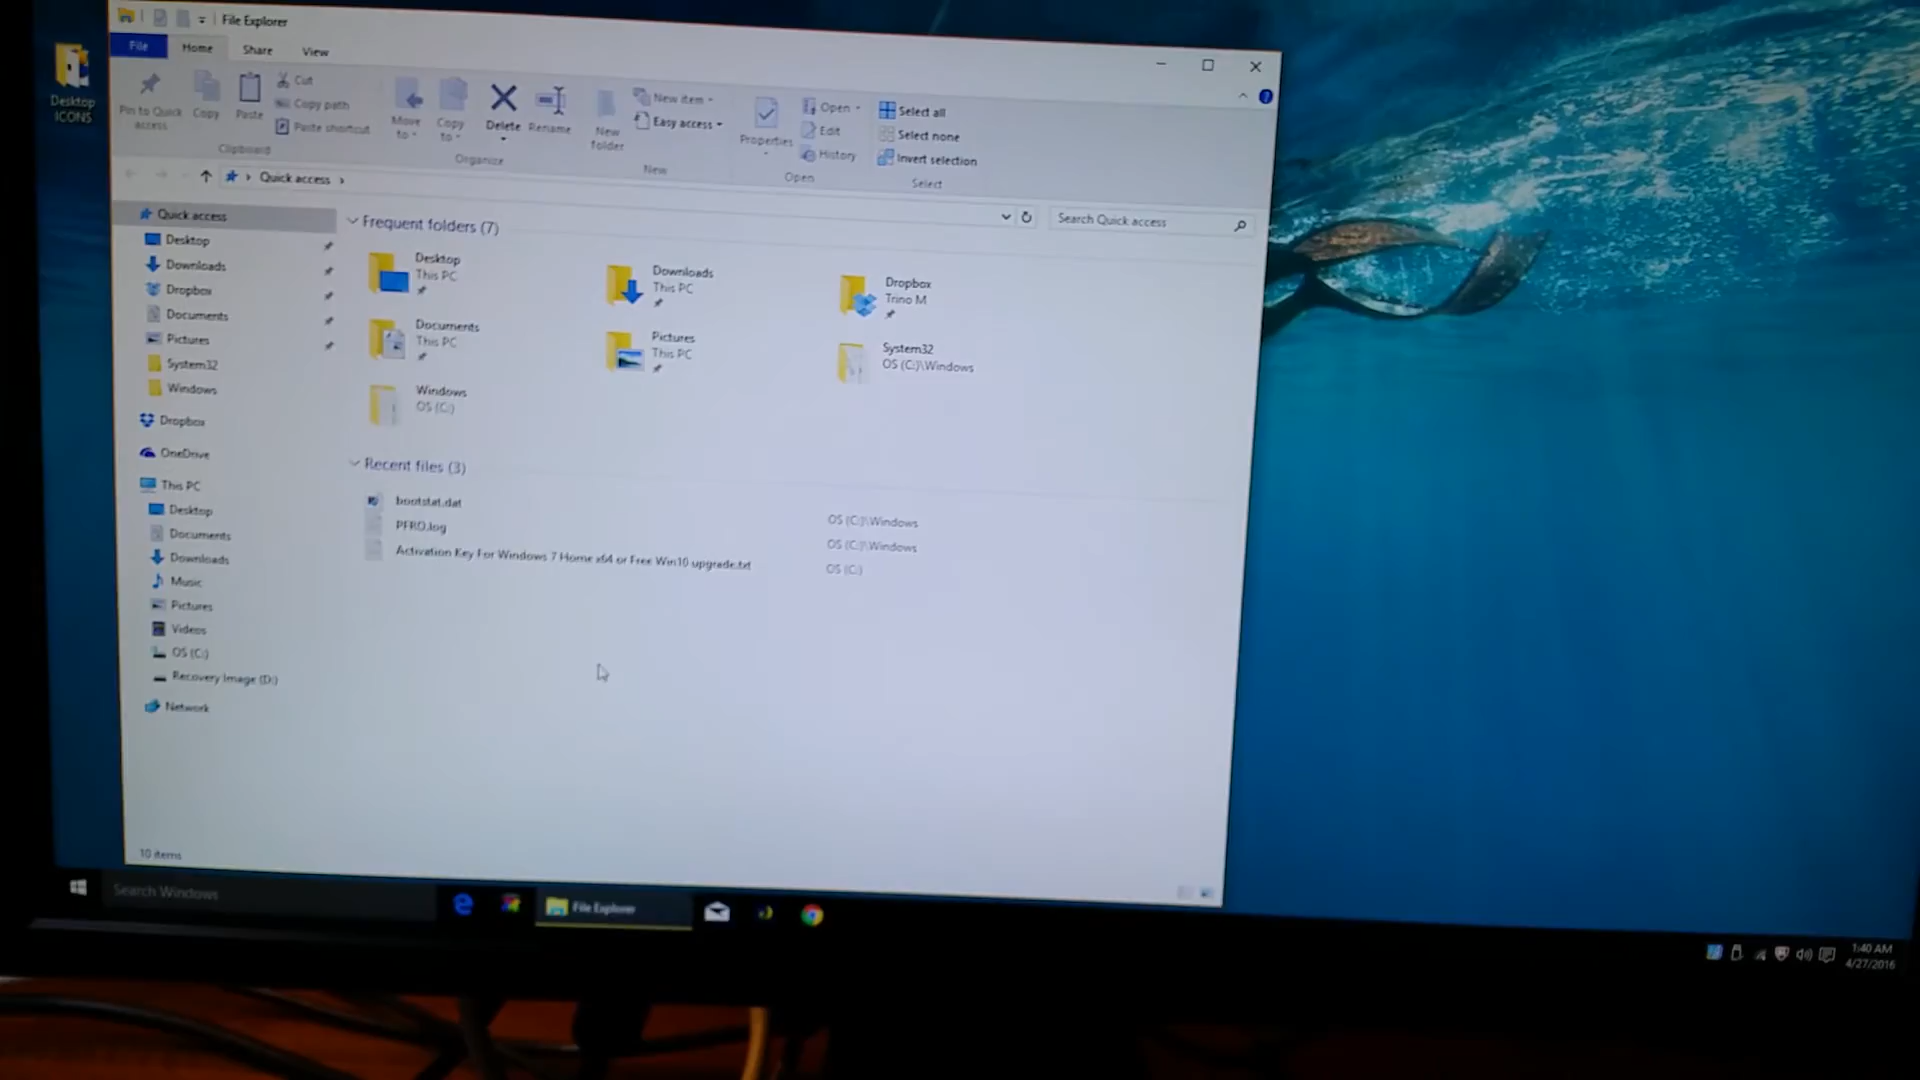 File Explorer
File Home Share View
Desktop
ICONS
Pin to Quick
access
Copy
Paste
Cut
Copy path
Paste shortcut
Clipboard
Move
to
Copy
to
Delete
Rename
Organize
New
folder
New item
Easy access
New
Properties
Open
Edit
History
Open
Select all
Select none
Invert selection
Select
Quick access
Search Quick access
Quick access
Desktop
Downloads
Dropbox
Documents
Pictures
System32
Windows
Dropbox
OneDrive
This PC
Desktop
Documents
Downloads
Music
Pictures
Videos
OS (C:)
Recovery Image (D:)
Network
Frequent folders (7)
Desktop
This PC
Downloads
This PC
Dropbox
Trino M
Documents
This PC
Pictures
This PC
System32
OS (C:)\Windows
Windows
OS (C:)
Recent files (3)
bootstat.dat
OS (C:)\Windows
PFRO.log
OS (C:)\Windows
Activation Key For Windows 7 Home x64 or Free Win10 upgrade.txt
OS (C:)
10 items
Search Windows
File Explorer
1:40 AM
4/27/2016